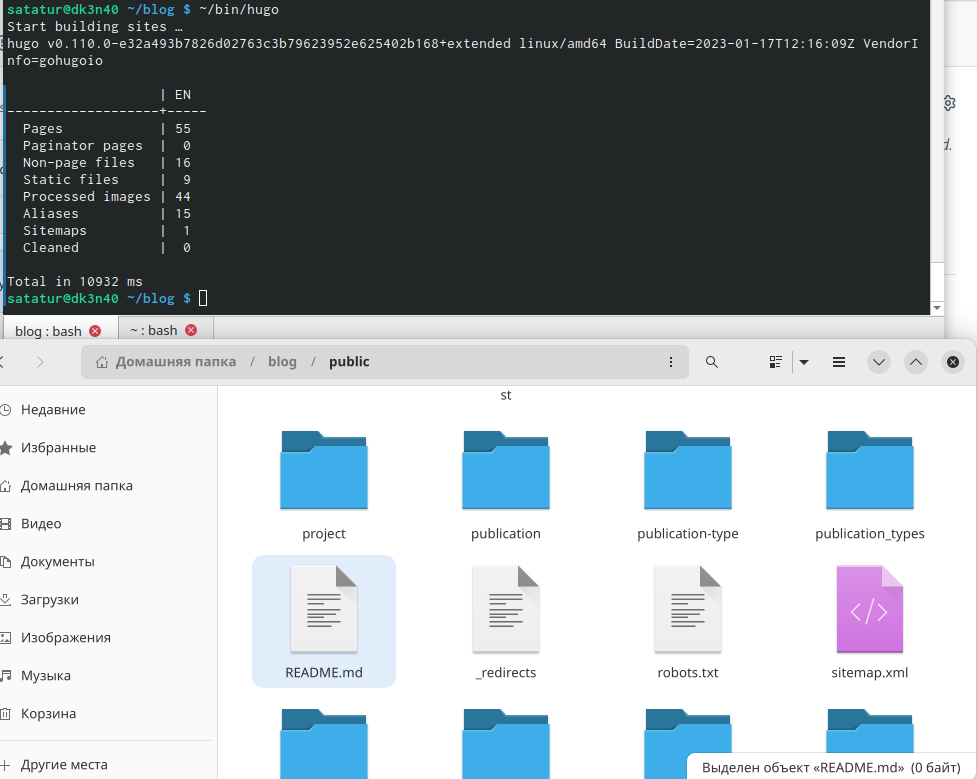 satatur@dk3n40 ~/blog $ ~/bin/hugo
Start building sites …
hugo v0.110.0-e32a493b7826d02763c3b79623952e625402b168+extended linux/amd64 BuildDate=2023-01-17T12:16:09Z VendorI
nfo=gohugoio
| EN
-------------------+-----
Pages | 55
Paginator pages | 0
Non-page files | 16
Static files | 9
Processed images | 44
Aliases | 15
Sitemaps | 1
Cleaned | 0
Total in 10932 ms
satatur@dk3n40 ~/blog $
d.
blog : bash
~ : bash
Домашняя папка / blog / public
Недавние
Избранные
Домашняя папка
Видео
Документы
Загрузки
Изображения
Музыка
Корзина
Другие места
st
project
publication
publication-type
publication_types
README.md
_redirects
robots.txt
sitemap.xml
Выделен объект «README.md» (0 байт)